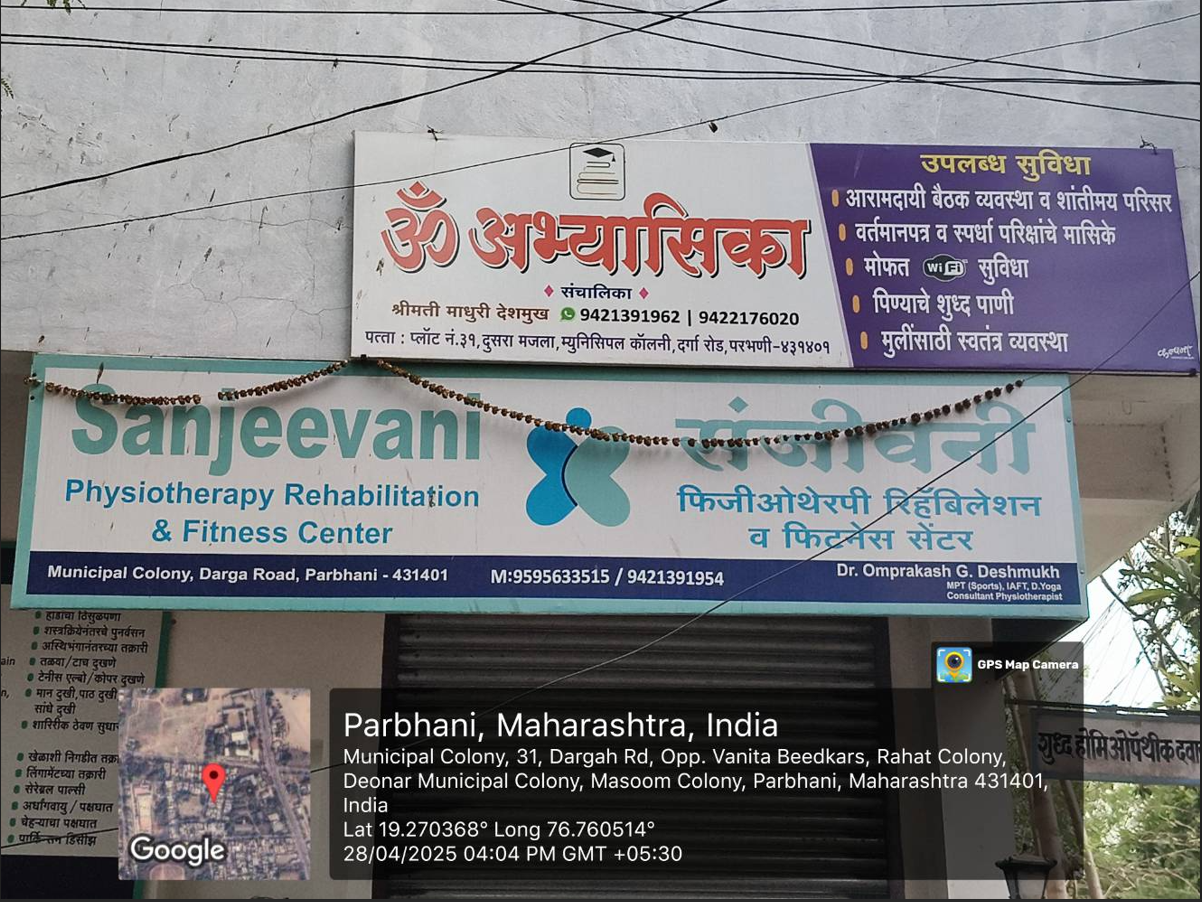 ॐ अभ्यासिका
संचालिका
श्रीमती माधुरी देशमुख 9421391962 | 9422176020
पत्ता : प्लॉट नं.३१,दुसरा मजला,म्युनिसिपल कॉलनी,दर्गा रोड,परभणी-४३१४०१
उपलब्ध सुविधा
आरामदायी बैठक व्यवस्था व शांतीमय परिसर
वर्तमानपत्र व स्पर्धा परिक्षांचे मासिके
मोफत WiFi सुविधा
पिण्याचे शुध्द पाणी
मुलींसाठी स्वतंत्र व्यवस्था
Sanjeevani
Physiotherapy Rehabilitation
& Fitness Center
संजीवनी
फिजीओथेरपी रिहॅबिलेशन
व फिटनेस सेंटर
Municipal Colony, Darga Road, Parbhani - 431401
M:9595633515 / 9421391954
Dr. Omprakash G. Deshmukh
MPT (Sports), IAFT, D.Yoga
Consultant Physiotherapist
हाडांचा ठिसुळपणा
शस्त्रक्रियेनंतरचे पुनर्वसन
अस्थिभंगानंतरच्या तक्रारी
तळवा/टाच दुखणे
टेनीस एल्बो/कोपर दुखणे
मान दुखी,पाठ दुखी,
सांधे दुखी
शारिरीक ठेवण
खेळाशी निगडीत
लिंगामेंटच्या तक्रारी
सेरेब्रल पाल्सी
अर्धांगवायु / पक्षघात
चेहऱ्याचा पक्षघात
डिसीझ
शुध्द होमिओपॅथीक
GPS Map Camera
Google
Parbhani, Maharashtra, India
Municipal Colony, 31, Dargah Rd, Opp. Vanita Beedkars, Rahat Colony,
Deonar Municipal Colony, Masoom Colony, Parbhani, Maharashtra 431401,
India
Lat 19.270368° Long 76.760514°
28/04/2025 04:04 PM GMT +05:30